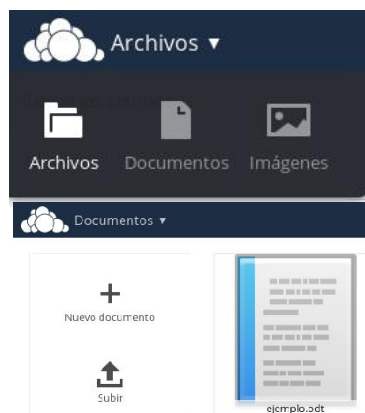 Archivos ▼
Archivos Documentos Imágenes
Documentos ▼
Nuevo documento
Subir
ejemplo.odt